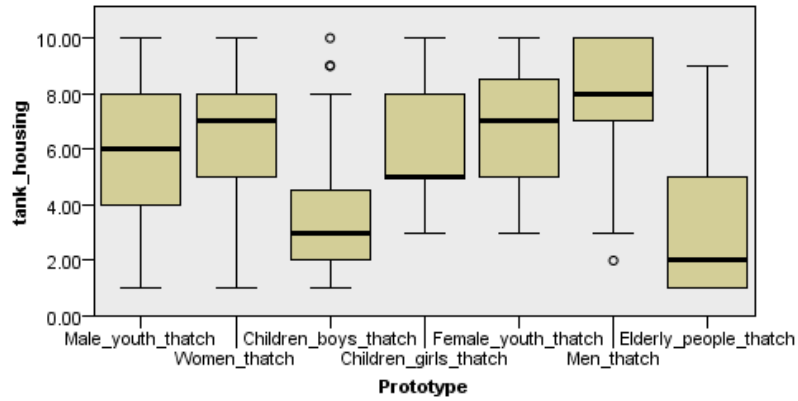 tank_housing
10.00
8.00
6.00
4.00
2.00
0.00
Male_youth_thatch
Women_thatch
Children_boys_thatch
Children_girls_thatch
Female_youth_thatch
Men_thatch
Elderly_people_thatch
Prototype